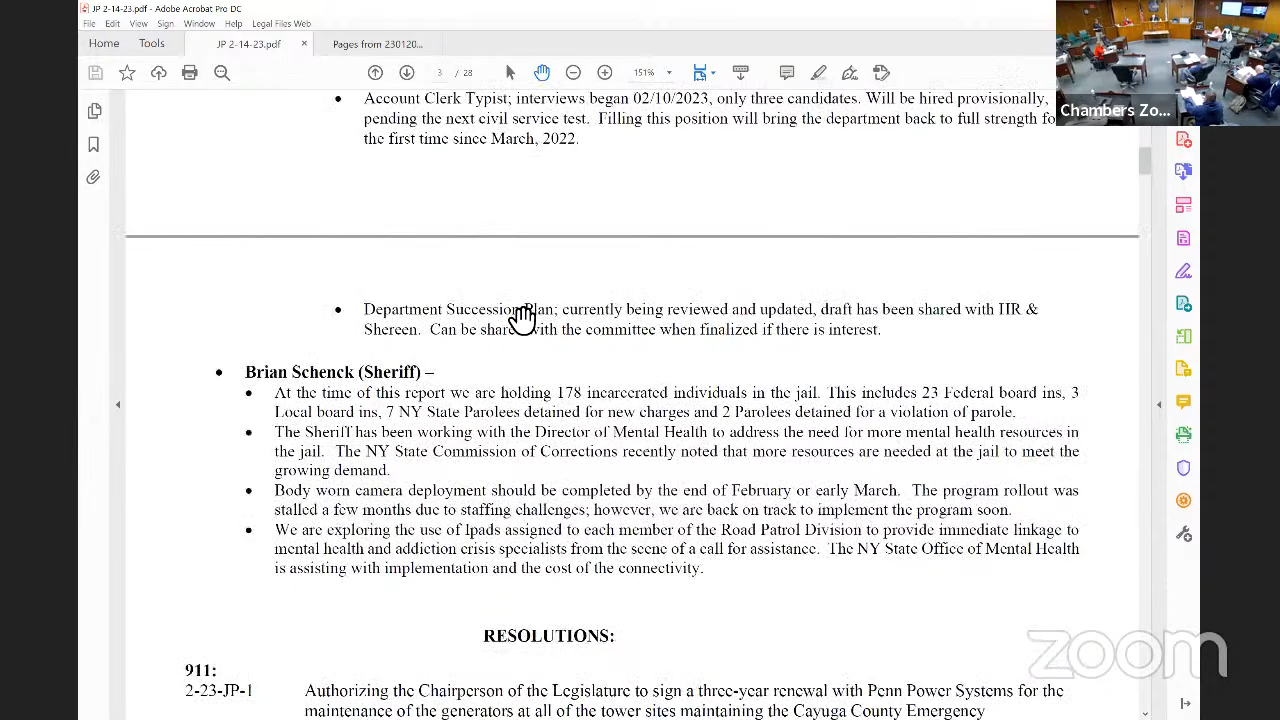 JP 2-14-23.pdf - Adobe Acrobat Pro DC
File Edit View Sign Window Help Legal Files Web
Home Tools JP 2-14-23.pdf × Pages from 230120...
3 / 28 151%
Account Clerk Typist; interviews began 02/10/2023, only three candidates. Will be hired provisionally,
pending the next civil service test. Filling this position will bring the department back to full strength
the first time since March, 2022.
Chambers Zo...
• Department Succession Plan; currently being reviewed and updated, draft has been shared with HR &
Shereen. Can be shared with the committee when finalized if there is interest.
• Brian Schenck (Sheriff) –
• At the time of this report we are holding 178 incarcerated individuals in the jail. This includes 23 Federal board ins, 3
Local board ins, 7 NY State Parolees detained for new charges and 2 Parolees detained for a violation of parole.
• The Sheriff has been working with the Director of Mental Health to address the need for more mental health resources in
the jail. The NY State Commission of Corrections recently noted that more resources are needed at the jail to meet the
growing demand.
• Body worn camera deployment should be completed by the end of February or early March. The program rollout was
stalled a few months due to staffing challenges; however, we are back on track to implement the program soon.
• We are exploring the use of Ipads assigned to each member of the Road Patrol Division to provide immediate linkage to
mental health and addiction crisis specialists from the scene of a call for assistance. The NY State Office of Mental Health
is assisting with implementation and the cost of the connectivity.
RESOLUTIONS:
zoom
911:
2-23-JP-1 Authorizing the Chairperson of the Legislature to sign a three-year renewal with Penn Power Systems for the
maintenance of the generators at all of the tower sites maintaining the Cayuga County Emergency